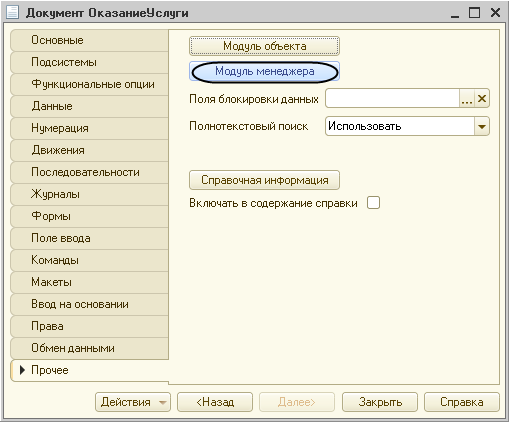 Документ ОказаниеУслуги
Основные
Подсистемы
Функциональные опции
Данные
Нумерация
Движения
Последовательности
Журналы
Формы
Поле ввода
Команды
Макеты
Ввод на основании
Права
Обмен данными
Прочее
Модуль объекта
Модуль менеджера
Поля блокировки данных
...
Полнотекстовый поиск
Использовать
Справочная информация
Включать в содержание справки
Действия
<Назад
Далее>
Закрыть
Справка